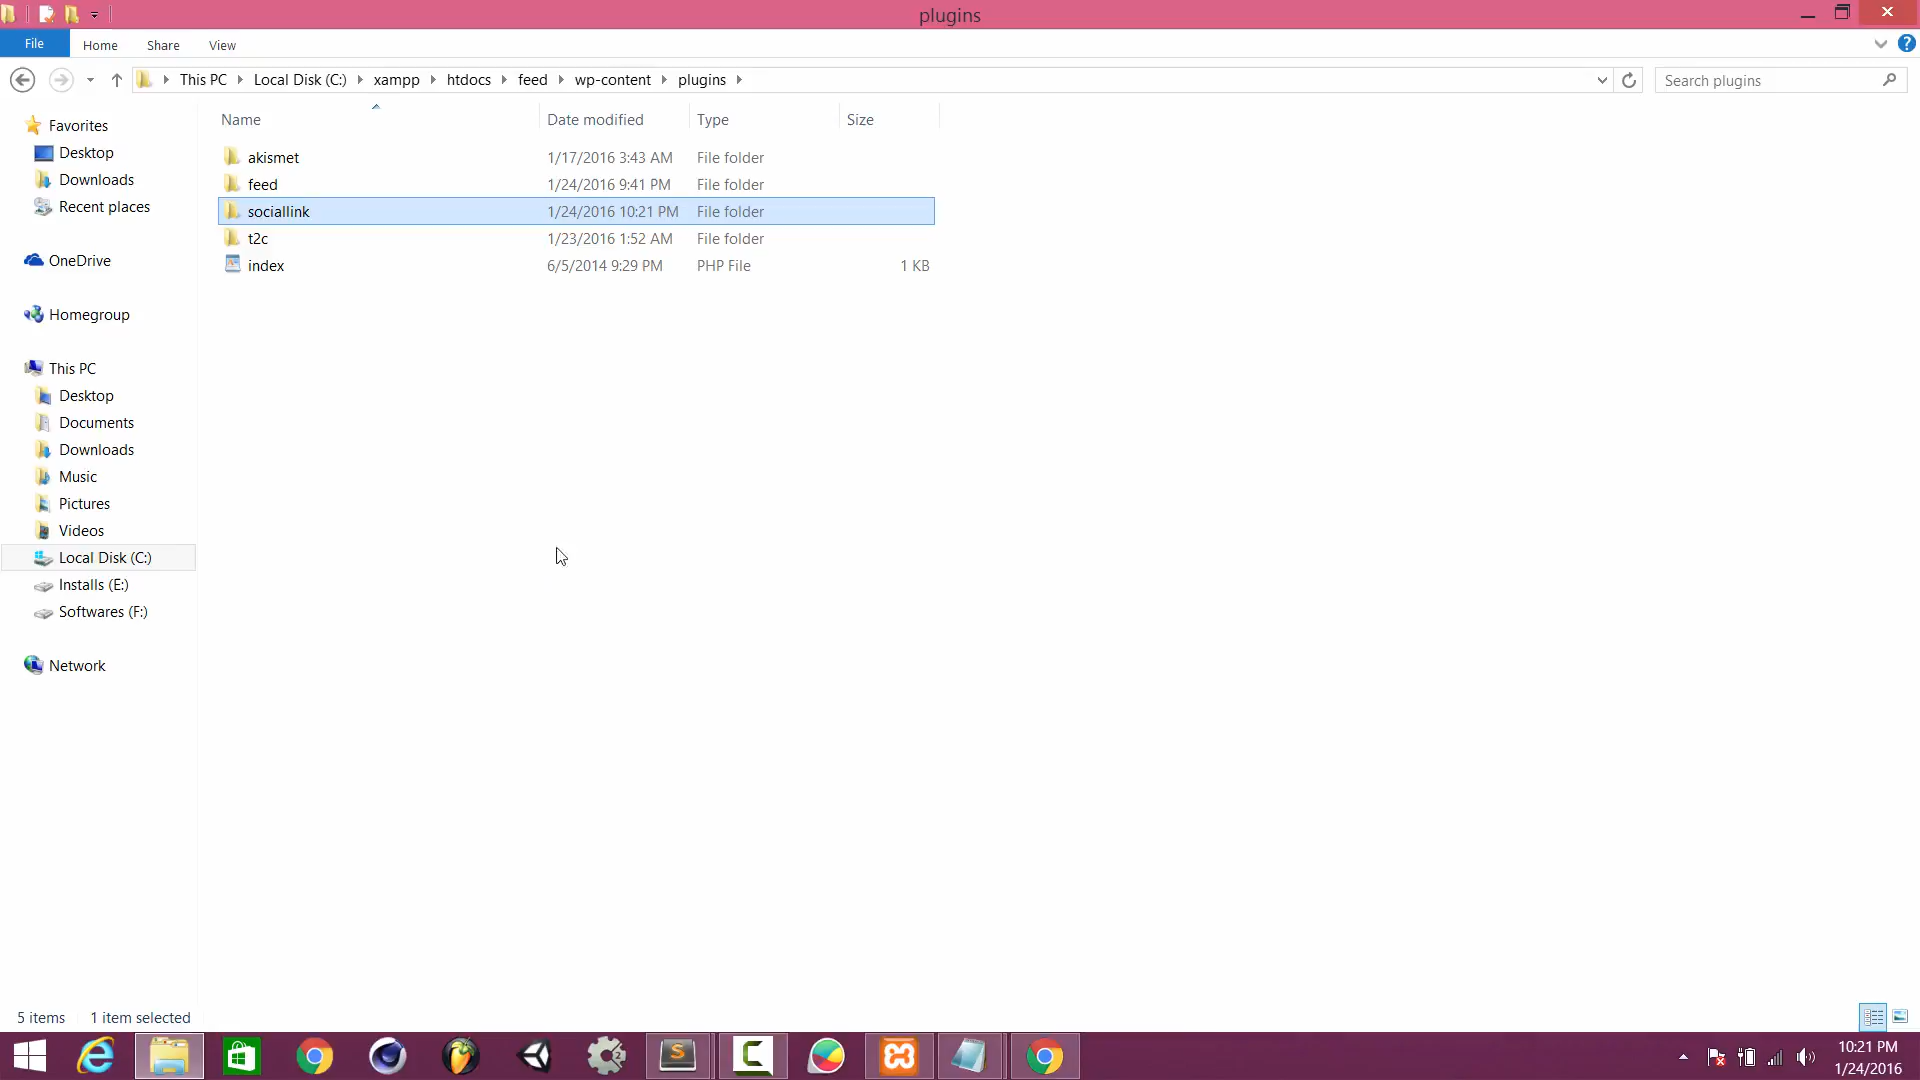 plugins
File Home Share View
This PC Local Disk (C:) xampp htdocs feed wp-content plugins
Search plugins
Name Date modified Type Size
akismet 1/17/2016 3:43 AM File folder
feed 1/24/2016 9:41 PM File folder
sociallink 1/24/2016 10:21 PM File folder
t2c 1/23/2016 1:52 AM File folder
index 6/5/2014 9:29 PM PHP File 1 KB
Favorites
Desktop
Downloads
Recent places
OneDrive
Homegroup
This PC
Desktop
Documents
Downloads
Music
Pictures
Videos
Local Disk (C:)
Installs (E:)
Softwares (F:)
Network
5 items 1 item selected
10:21 PM
1/24/2016